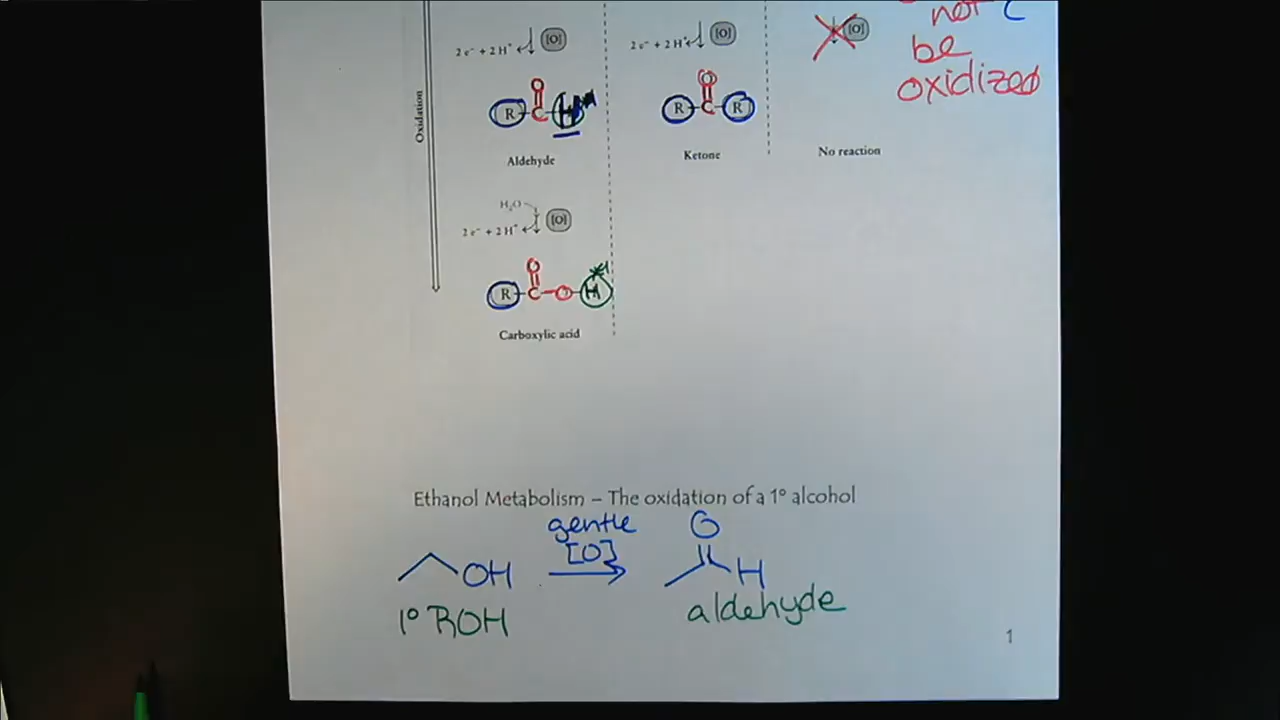 not C
be
oxidized
[O]
[O]
[O]
2 e⁻ + 2 H⁺
2 e⁻ + 2 H⁺
O
O
R C H
R C R
Oxidation
Aldehyde
Ketone
No reaction
H₂O
[O]
2 e⁻ + 2 H⁺
O
R C O H
Carboxylic acid
Ethanol Metabolism – The oxidation of a 1° alcohol
gentle
[O]
O
OH
H
1° ROH
aldehyde
1